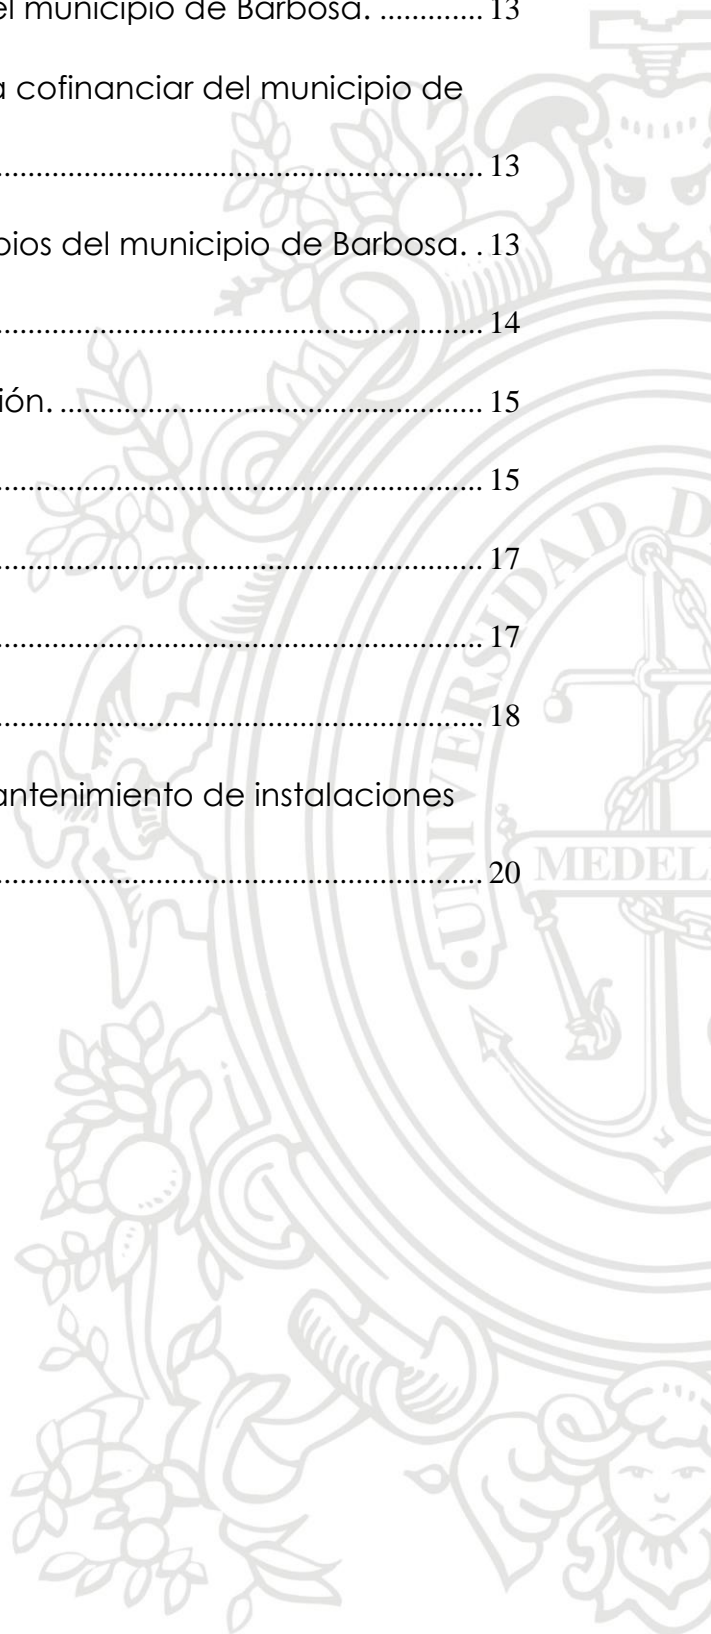 el municipio de Barbosa. ............. 13
a cofinanciar del municipio de
.............................................................. 13
pios del municipio de Barbosa. . 13
.............................................................. 14
ión. ...................................................... 15
.............................................................. 15
.............................................................. 17
.............................................................. 17
.............................................................. 18
antenimiento de instalaciones
.............................................................. 20
UNIVERSIDAD D
MEDEL